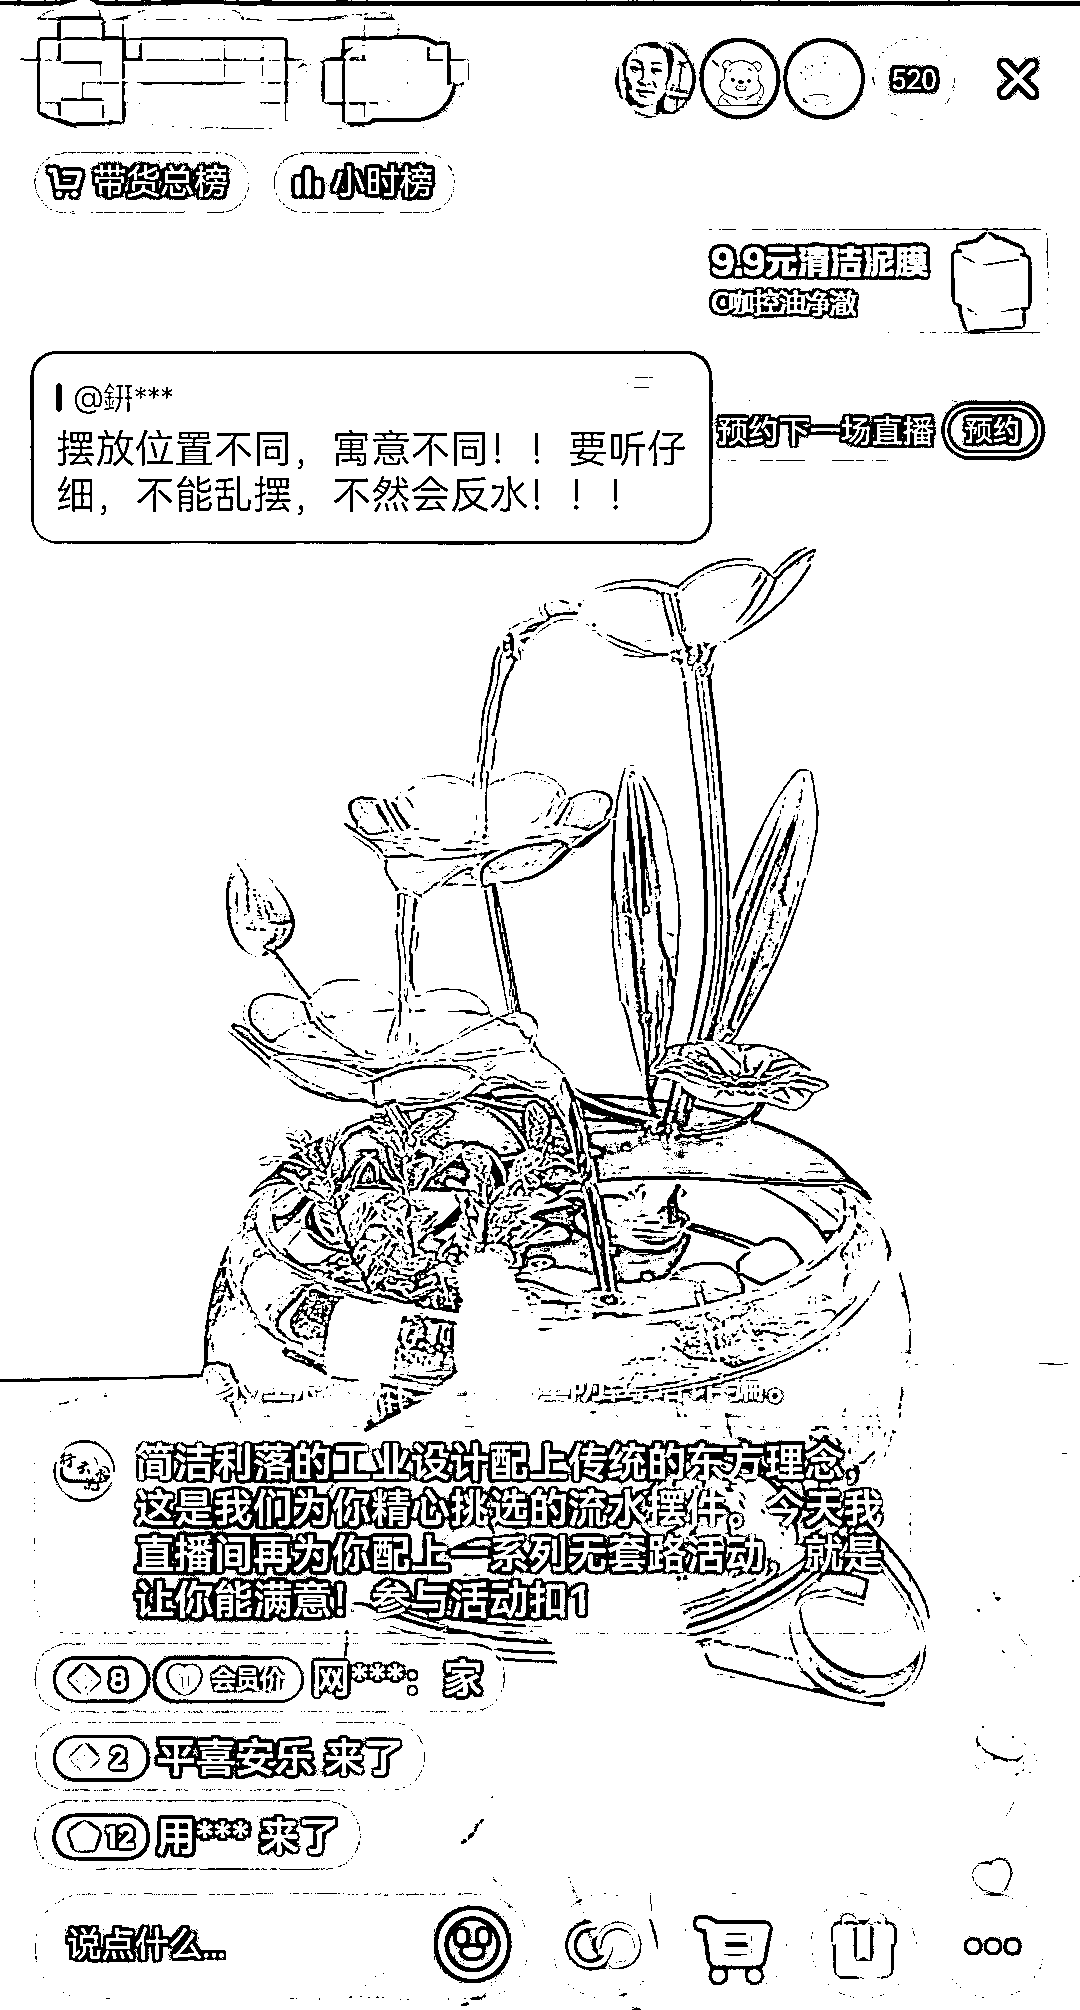 520
带货总榜 小时榜
9.9元清洁泥膜
@鈃***
摆放位置不同，寓意不同！！要听仔
细，不能乱摆，不然会反水！！！
预约下一场直播 预约
简洁利落的工业设计配上传统的东方理念，
这是我们为你精心挑选的流水摆件。今天我
直播间再为你配上一系列无套路活动，就是
让你能满意！参与活动扣1
8 会员价 网***：家
2 平喜安乐 来了
12 用*** 来了
说点什么...